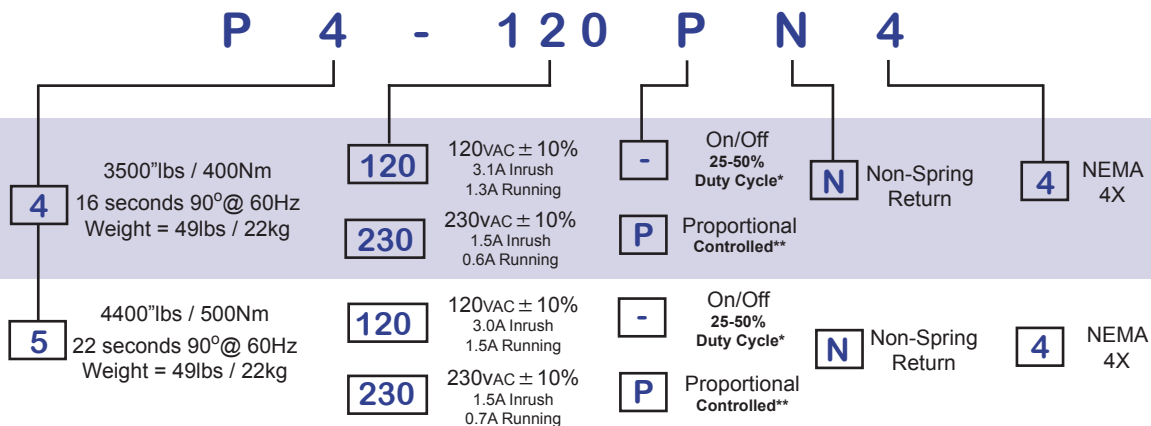 P 4 - 120 P N 4
4
3500"lbs / 400Nm
16 seconds 90°@ 60Hz
Weight = 49lbs / 22kg
120
120VAC ± 10%
3.1A Inrush
1.3A Running
230
230VAC ± 10%
1.5A Inrush
0.6A Running
-
On/Off
25-50%
Duty Cycle*
P
Proportional
Controlled**
N
Non-Spring
Return
4
NEMA
4X
5
4400"lbs / 500Nm
22 seconds 90°@ 60Hz
Weight = 49lbs / 22kg
120
120VAC ± 10%
3.0A Inrush
1.5A Running
230
230VAC ± 10%
1.5A Inrush
0.7A Running
-
On/Off
25-50%
Duty Cycle*
P
Proportional
Controlled**
N
Non-Spring
Return
4
NEMA
4X